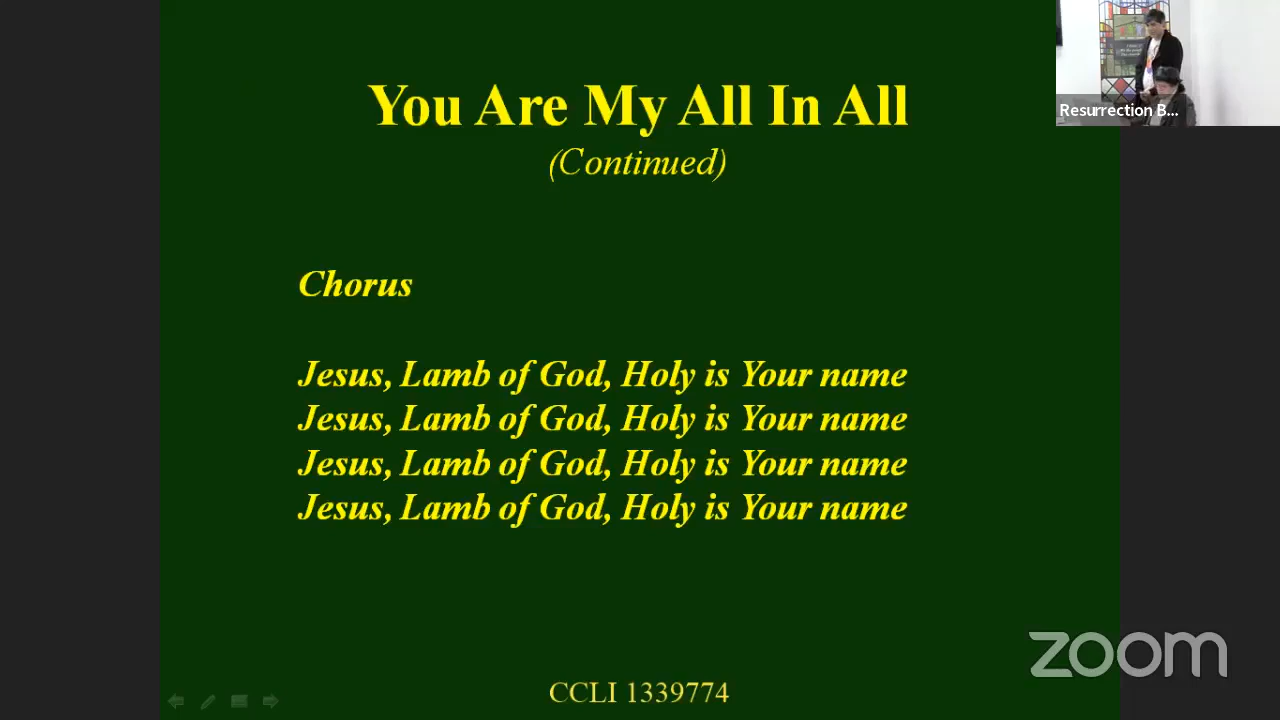 You Are My All In All
(Continued)
Resurrection B...
Chorus
Jesus, Lamb of God, Holy is Your name
Jesus, Lamb of God, Holy is Your name
Jesus, Lamb of God, Holy is Your name
Jesus, Lamb of God, Holy is Your name
zoom
CCLI 1339774